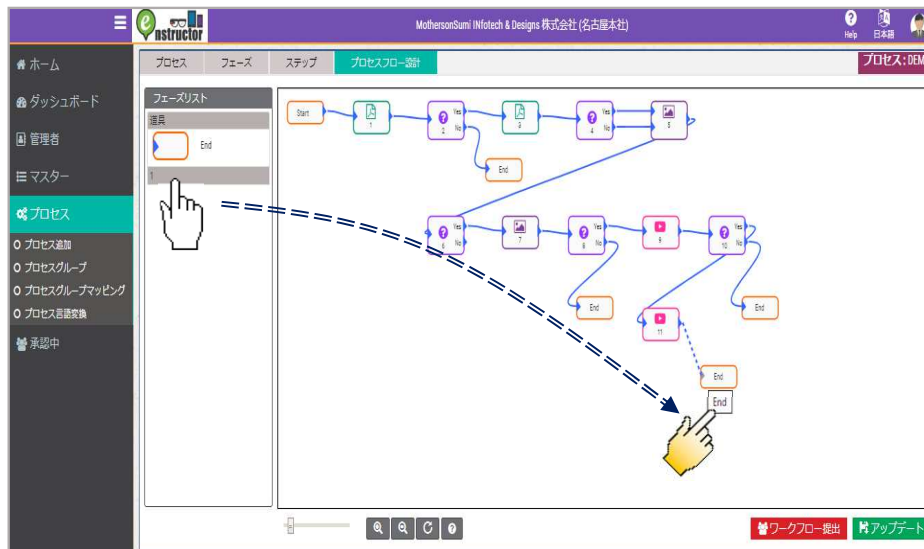 enstructor
MothersonSumi INfotech & Designs 株式会社 (名古屋本社)
Help
日本語
ホーム
ダッシュボード
管理者
マスター
プロセス
プロセス追加
プロセスグループ
プロセスグループマッピング
プロセス言語変換
承認中
プロセス
フェーズ
ステップ
プロセスフロー設計
プロセス : DEM
フェーズリスト
道具
End
1
Start
1
Yes
No
2
3
Yes
No
4
5
End
Yes
No
6
7
Yes
No
8
9
Yes
No
10
End
End
11
End
End
ワークフロー提出
アップデート